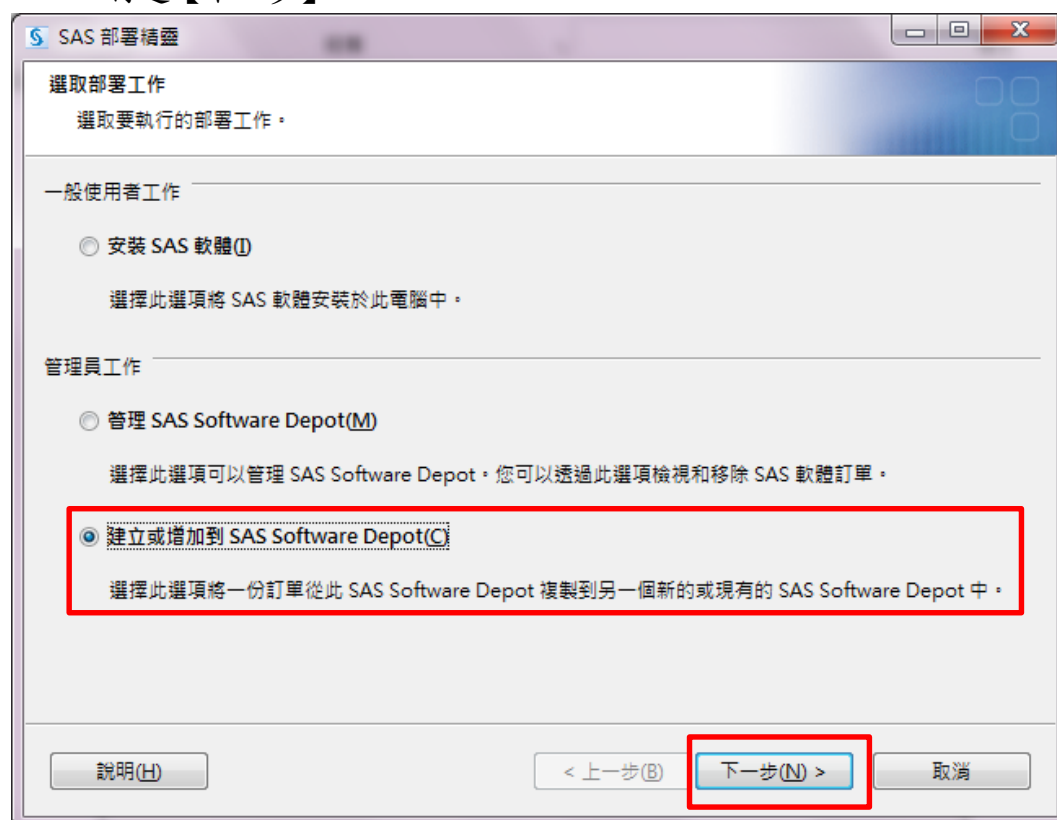 SAS 部署精靈
選取部署工作
選取要執行的部署工作。
一般使用者工作
安裝 SAS 軟體(I)
選擇此選項將 SAS 軟體安裝於此電腦中。
管理員工作
管理 SAS Software Depot(M)
選擇此選項可以管理 SAS Software Depot。您可以透過此選項檢視和移除 SAS 軟體訂單。
建立或增加到 SAS Software Depot(C)
選擇此選項將一份訂單從此 SAS Software Depot 複製到另一個新的或現有的 SAS Software Depot 中。
說明(H)
< 上一步(B)
下一步(N) >
取消